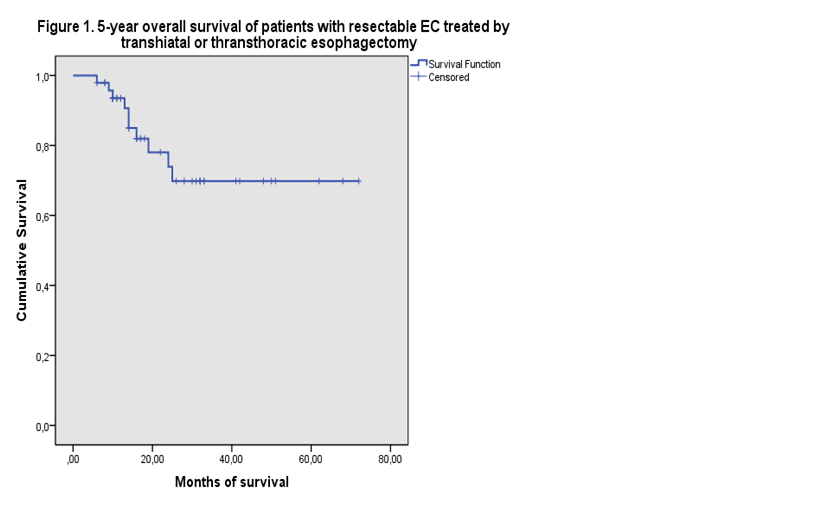 Figure 1. 5-year overall survival of patients with resectable EC treated by
transhiatal or thransthoracic esophagectomy
Survival Function
Censored
1,0
0,8
0,6
0,4
0,2
0,0
Cumulative Survival
,00 20,00 40,00 60,00 80,00
Months of survival